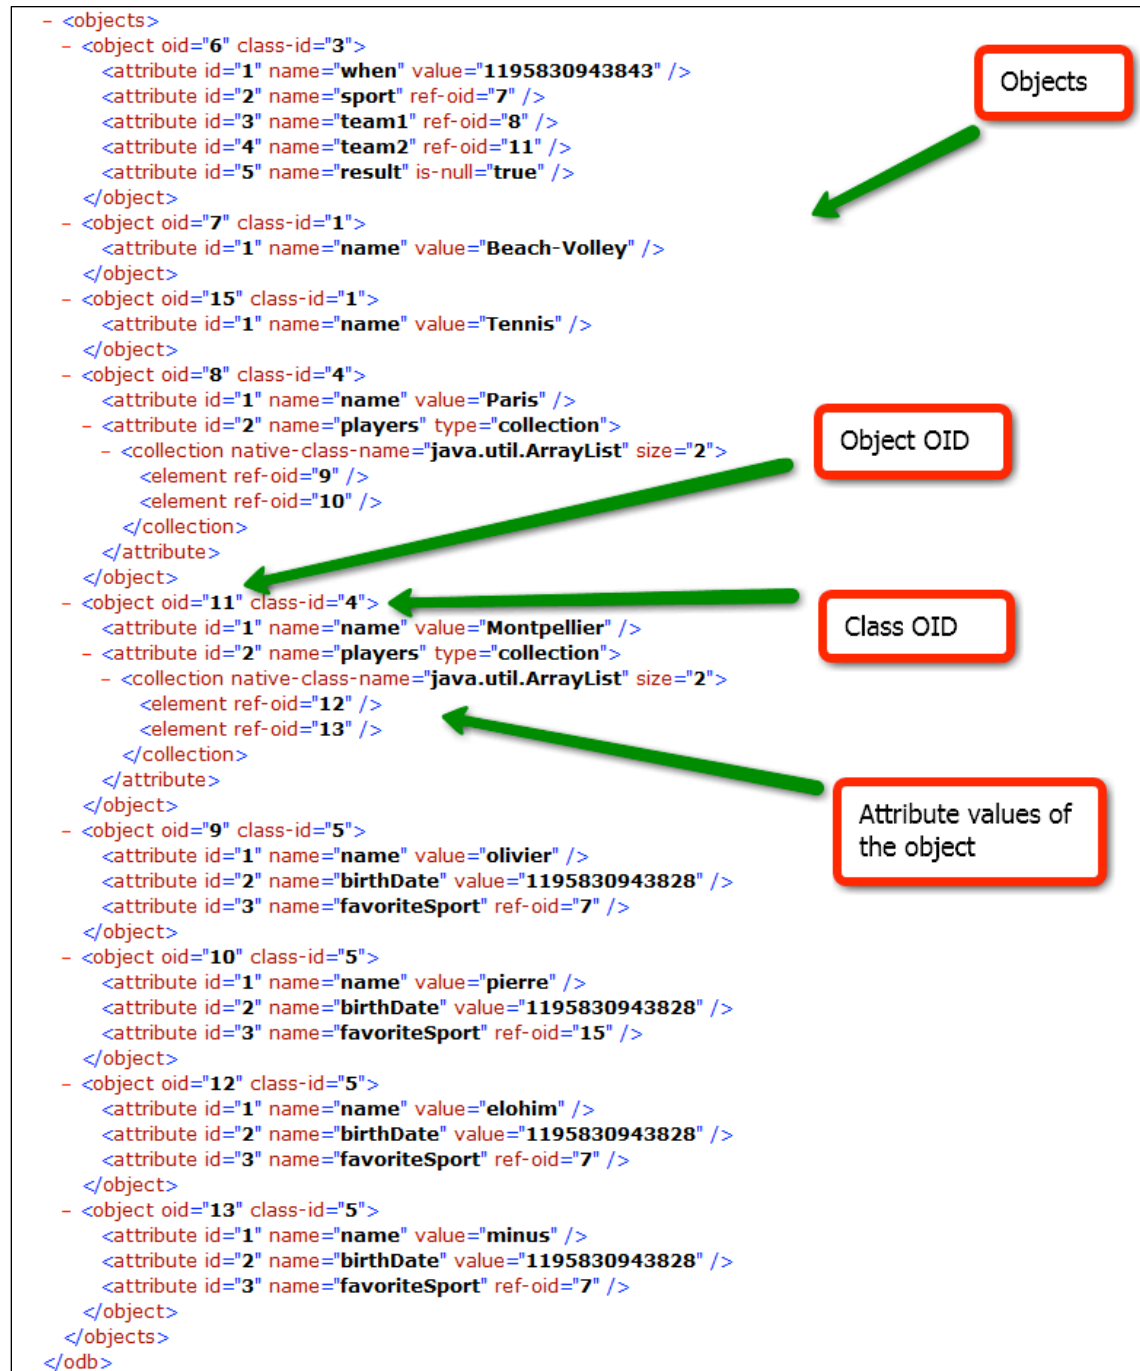 - <objects>
- <object oid="6" class-id="3">
<attribute id="1" name="when" value="1195830943843" />
<attribute id="2" name="sport" ref-oid="7" />
<attribute id="3" name="team1" ref-oid="8" />
<attribute id="4" name="team2" ref-oid="11" />
<attribute id="5" name="result" is-null="true" />
</object>
- <object oid="7" class-id="1">
<attribute id="1" name="name" value="Beach-Volley" />
</object>
- <object oid="15" class-id="1">
<attribute id="1" name="name" value="Tennis" />
</object>
- <object oid="8" class-id="4">
<attribute id="1" name="name" value="Paris" />
- <attribute id="2" name="players" type="collection">
- <collection native-class-name="java.util.ArrayList" size="2">
<element ref-oid="9" />
<element ref-oid="10" />
</collection>
</attribute>
</object>
- <object oid="11" class-id="4">
<attribute id="1" name="name" value="Montpellier" />
- <attribute id="2" name="players" type="collection">
- <collection native-class-name="java.util.ArrayList" size="2">
<element ref-oid="12" />
<element ref-oid="13" />
</collection>
</attribute>
</object>
- <object oid="9" class-id="5">
<attribute id="1" name="name" value="olivier" />
<attribute id="2" name="birthDate" value="1195830943828" />
<attribute id="3" name="favoriteSport" ref-oid="7" />
</object>
- <object oid="10" class-id="5">
<attribute id="1" name="name" value="pierre" />
<attribute id="2" name="birthDate" value="1195830943828" />
<attribute id="3" name="favoriteSport" ref-oid="15" />
</object>
- <object oid="12" class-id="5">
<attribute id="1" name="name" value="elohim" />
<attribute id="2" name="birthDate" value="1195830943828" />
<attribute id="3" name="favoriteSport" ref-oid="7" />
</object>
- <object oid="13" class-id="5">
<attribute id="1" name="name" value="minus" />
<attribute id="2" name="birthDate" value="1195830943828" />
<attribute id="3" name="favoriteSport" ref-oid="7" />
</object>
</objects>
</odb>
Objects
Object OID
Class OID
Attribute values of
the object